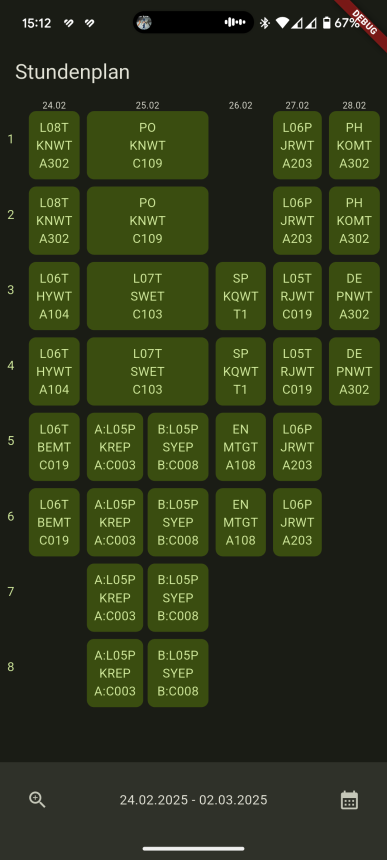 15:12
67%
DEBUG
Stundenplan
24.02 25.02 26.02 27.02 28.02
1
L08T
KNWT
A302
PO
KNWT
C109
L06P
JRWT
A203
PH
KOMT
A302
2
L08T
KNWT
A302
PO
KNWT
C109
L06P
JRWT
A203
PH
KOMT
A302
3
L06T
HYWT
A104
L07T
SWET
C103
SP
KQWT
T1
L05T
RJWT
C019
DE
PNWT
A302
4
L06T
HYWT
A104
L07T
SWET
C103
SP
KQWT
T1
L05T
RJWT
C019
DE
PNWT
A302
5
L06T
BEMT
C019
A:L05P
KREP
A:C003
B:L05P
SYEP
B:C008
EN
MTGT
A108
L06P
JRWT
A203
6
L06T
BEMT
C019
A:L05P
KREP
A:C003
B:L05P
SYEP
B:C008
EN
MTGT
A108
L06P
JRWT
A203
7
A:L05P
KREP
A:C003
B:L05P
SYEP
B:C008
8
A:L05P
KREP
A:C003
B:L05P
SYEP
B:C008
24.02.2025 - 02.03.2025